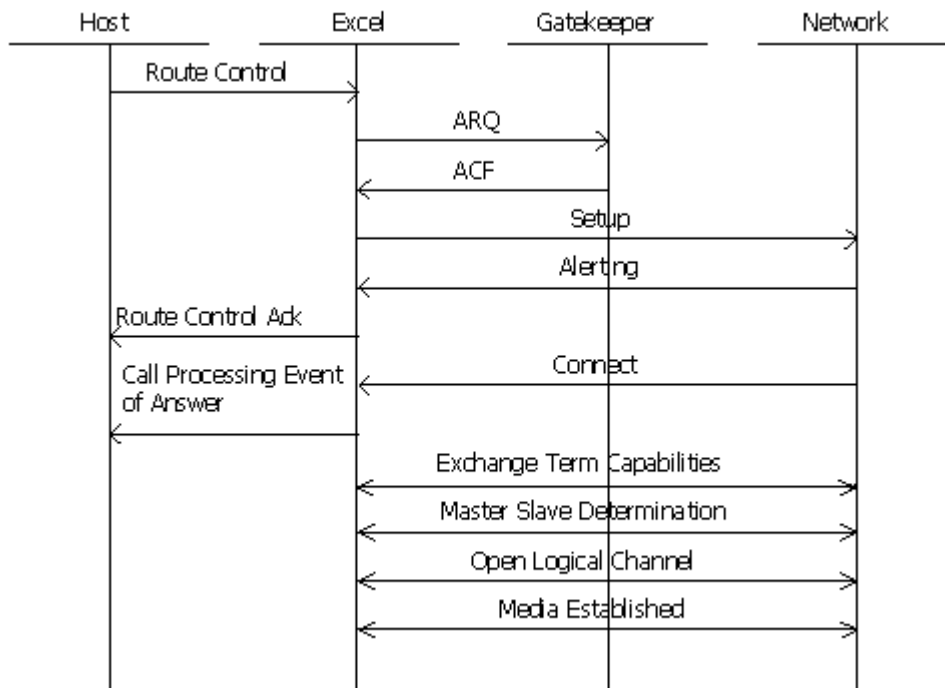 Host
Excel
Gatekeeper
Network
Route Control
ARQ
ACF
Setup
Alerting
Route Control Ack
Connect
Call Processing Event
of Answer
Exchange Term Capabilities
Master Slave Determination
Open Logical Channel
Media Established